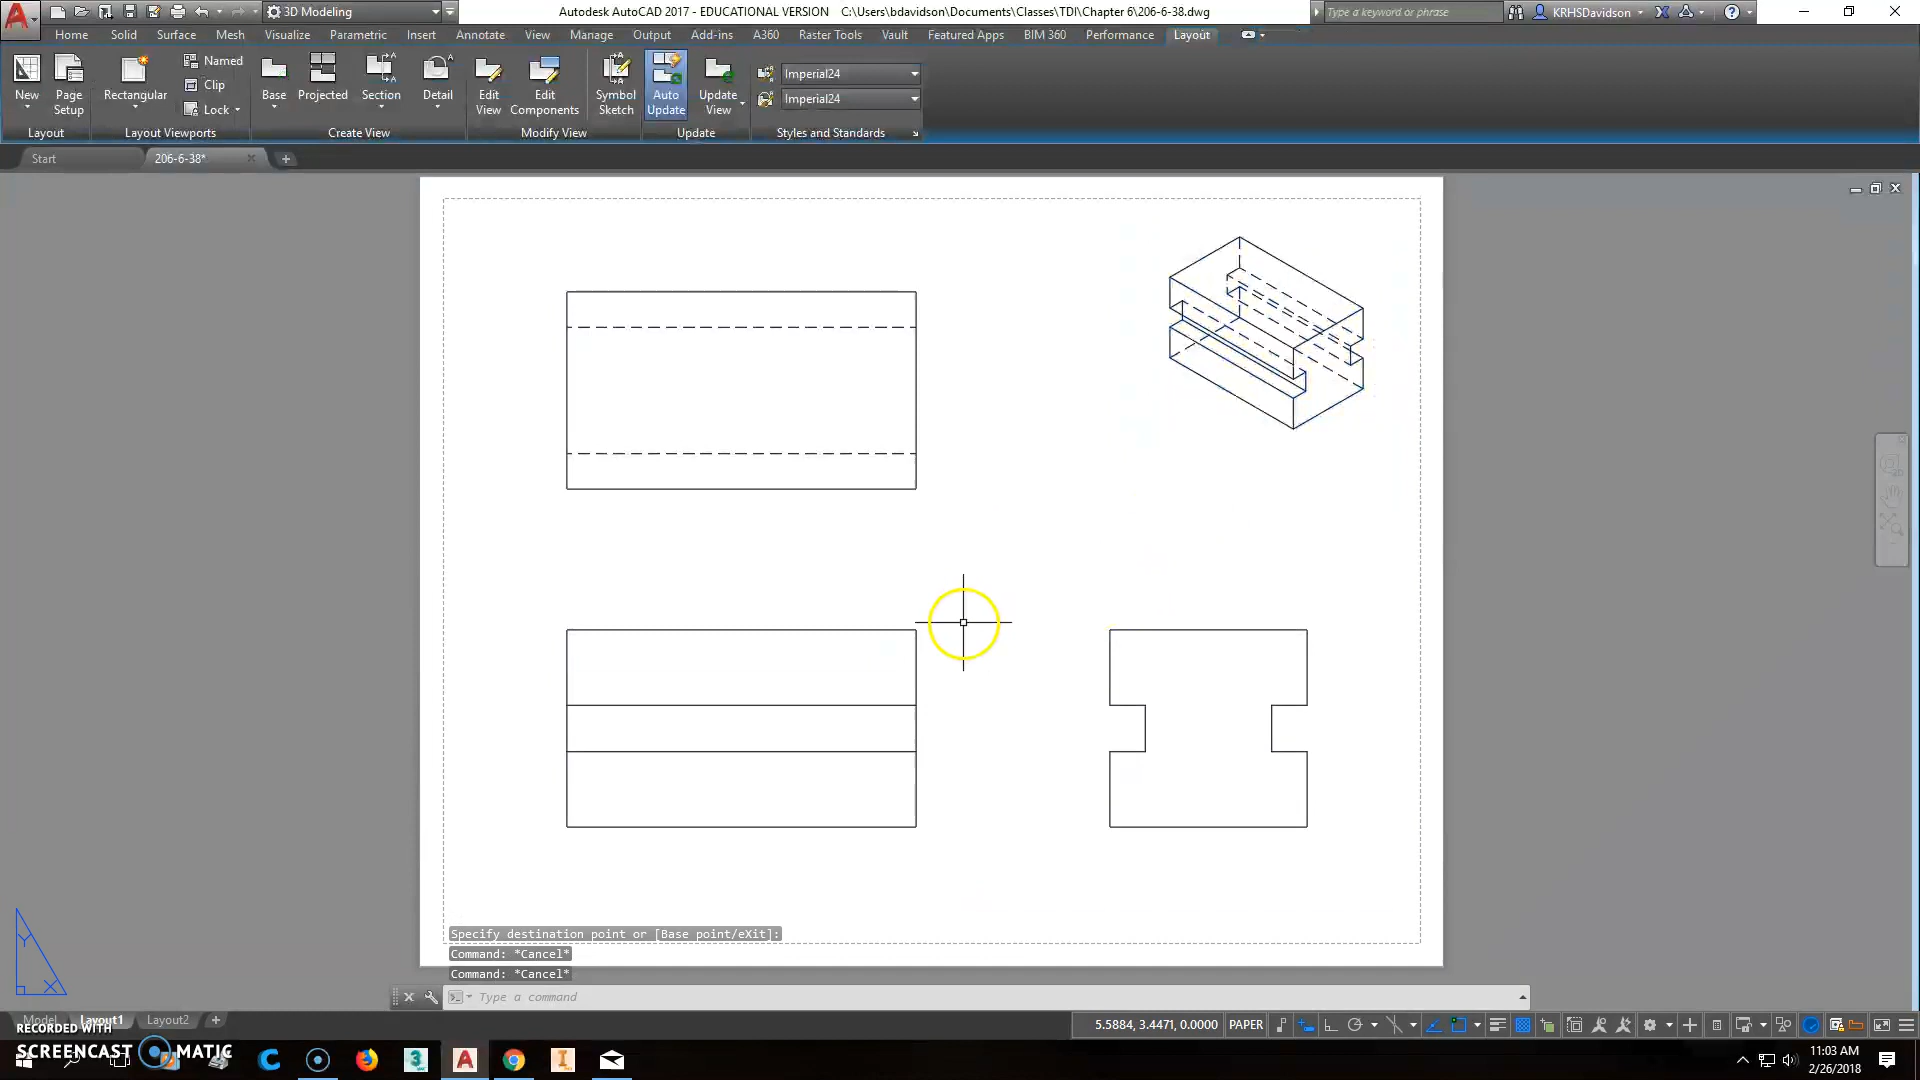 3D Modeling
Autodesk AutoCAD 2017 - EDUCATIONAL VERSION C:\Users\bdavidson\Documents\Classes\TDI\Chapter 6\206-6-38.dwg
Type a keyword or phrase
KRHSDavidson
Home Solid Surface Mesh Visualize Parametric Insert Annotate View Manage Output Add-ins A360 Raster Tools Vault Featured Apps BIM 360 Performance Layout
New
Page Setup
Rectangular
Named
Clip
Lock
Base
Projected
Section
Detail
Edit View
Edit Components
Symbol Sketch
Auto Update
Update View
Imperial24
Imperial24
Layout Layout Viewports Create View Modify View Update Styles and Standards
Start 206-6-38*
Y
X
Specify destination point or [Base point/eXit]:
Command: *Cancel*
Command: *Cancel*
Type a command
Model Layout1 Layout2
5.5884, 3.4471, 0.0000 PAPER
RECORDED WITH
SCREENCAST MATIC
11:03 AM
2/26/2018